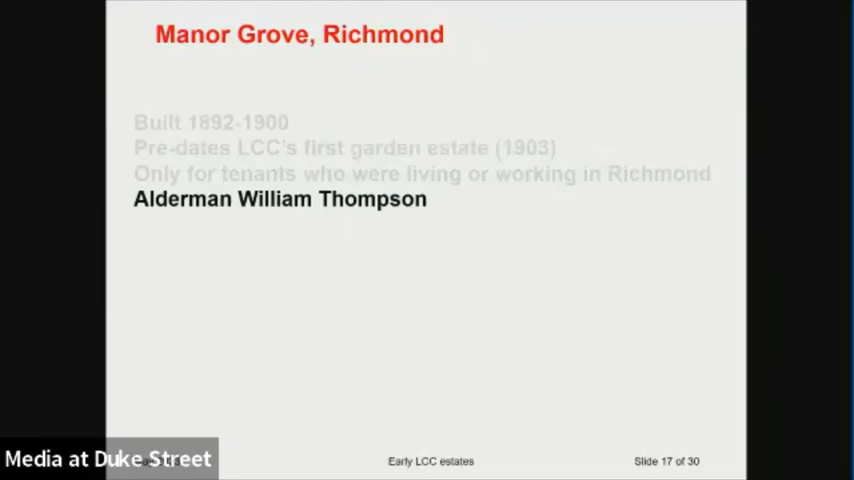 Manor Grove, Richmond
Built 1892-1900
Pre-dates LCC's first garden estate (1903)
Only for tenants who were living or working in Richmond
Alderman William Thompson
Media at Duke Street
Early LCC estates
Slide 17 of 30